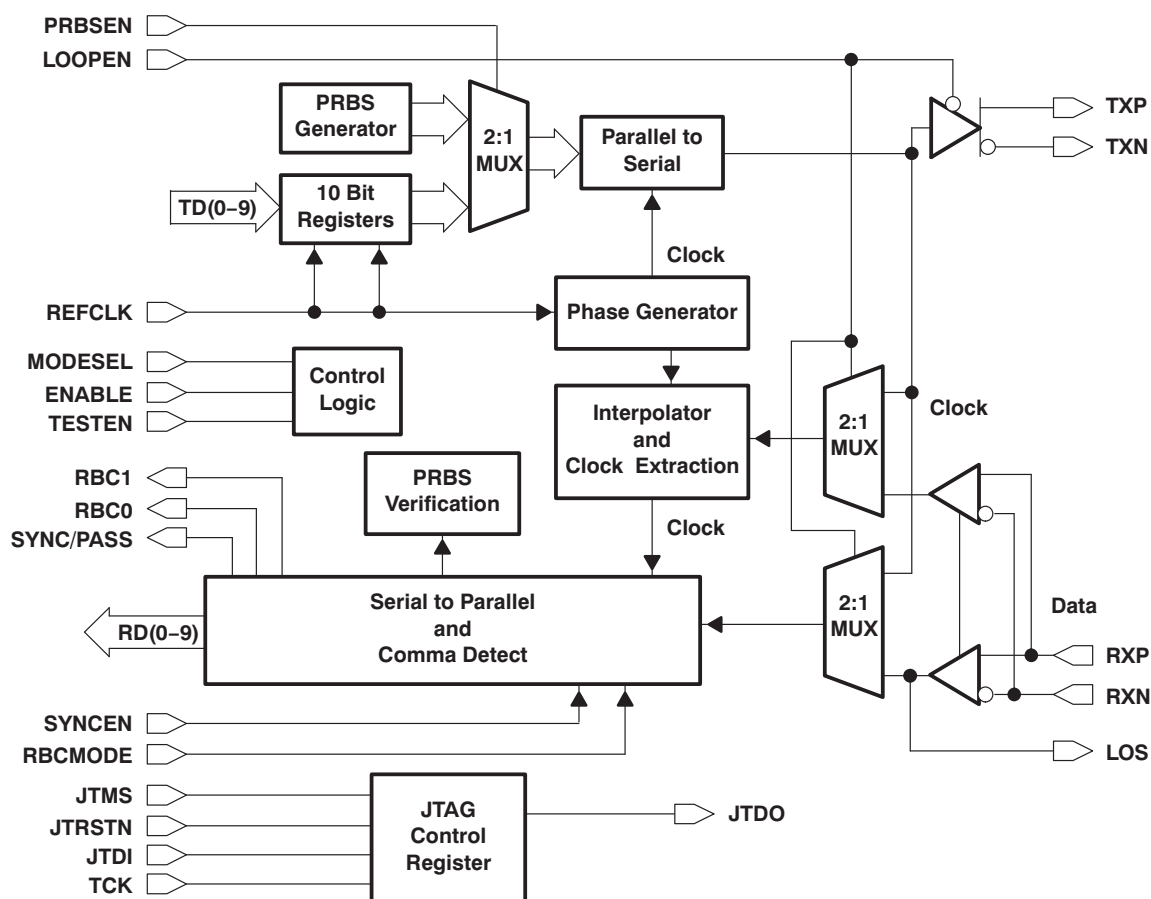 PRBSEN
LOOPEN
PRBS
Generator
2:1
MUX
Parallel to
Serial
TXP
TXN
TD(0–9)
10 Bit
Registers
Clock
REFCLK
Phase Generator
MODESEL
ENABLE
TESTEN
Control
Logic
Interpolator
and
Clock Extraction
2:1
MUX
Clock
RBC1
RBC0
SYNC/PASS
PRBS
Verification
Clock
RD(0–9)
Serial to Parallel
and
Comma Detect
2:1
MUX
Data
RXP
RXN
LOS
SYNCEN
RBCMODE
JTMS
JTRSTN
JTDI
TCK
JTAG
Control
Register
JTDO